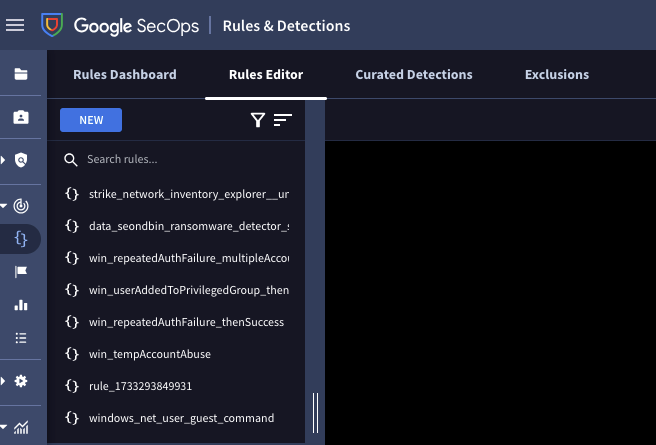 Google SecOps | Rules & Detections
Rules Dashboard Rules Editor Curated Detections Exclusions
NEW
Search rules...
{} strike_network_inventory_explorer__ur
{} data_seondbin_ransomware_detector_s
{} win_repeatedAuthFailure_multipleAccou
{} win_userAddedToPrivilegedGroup_then
{} win_repeatedAuthFailure_thenSuccess
{} win_tempAccountAbuse
{} rule_1733293849931
{} windows_net_user_guest_command